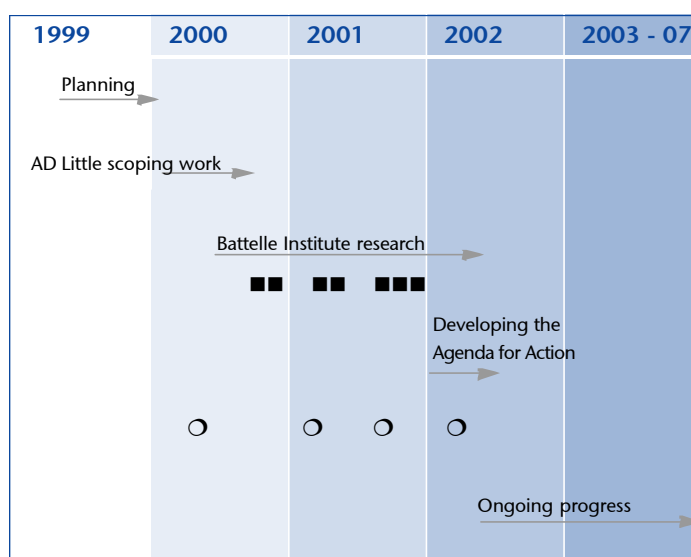 1999 2000 2001 2002 2003 - 07
Planning
AD Little scoping work
Battelle Institute research
Developing the
Agenda for Action
Ongoing progress